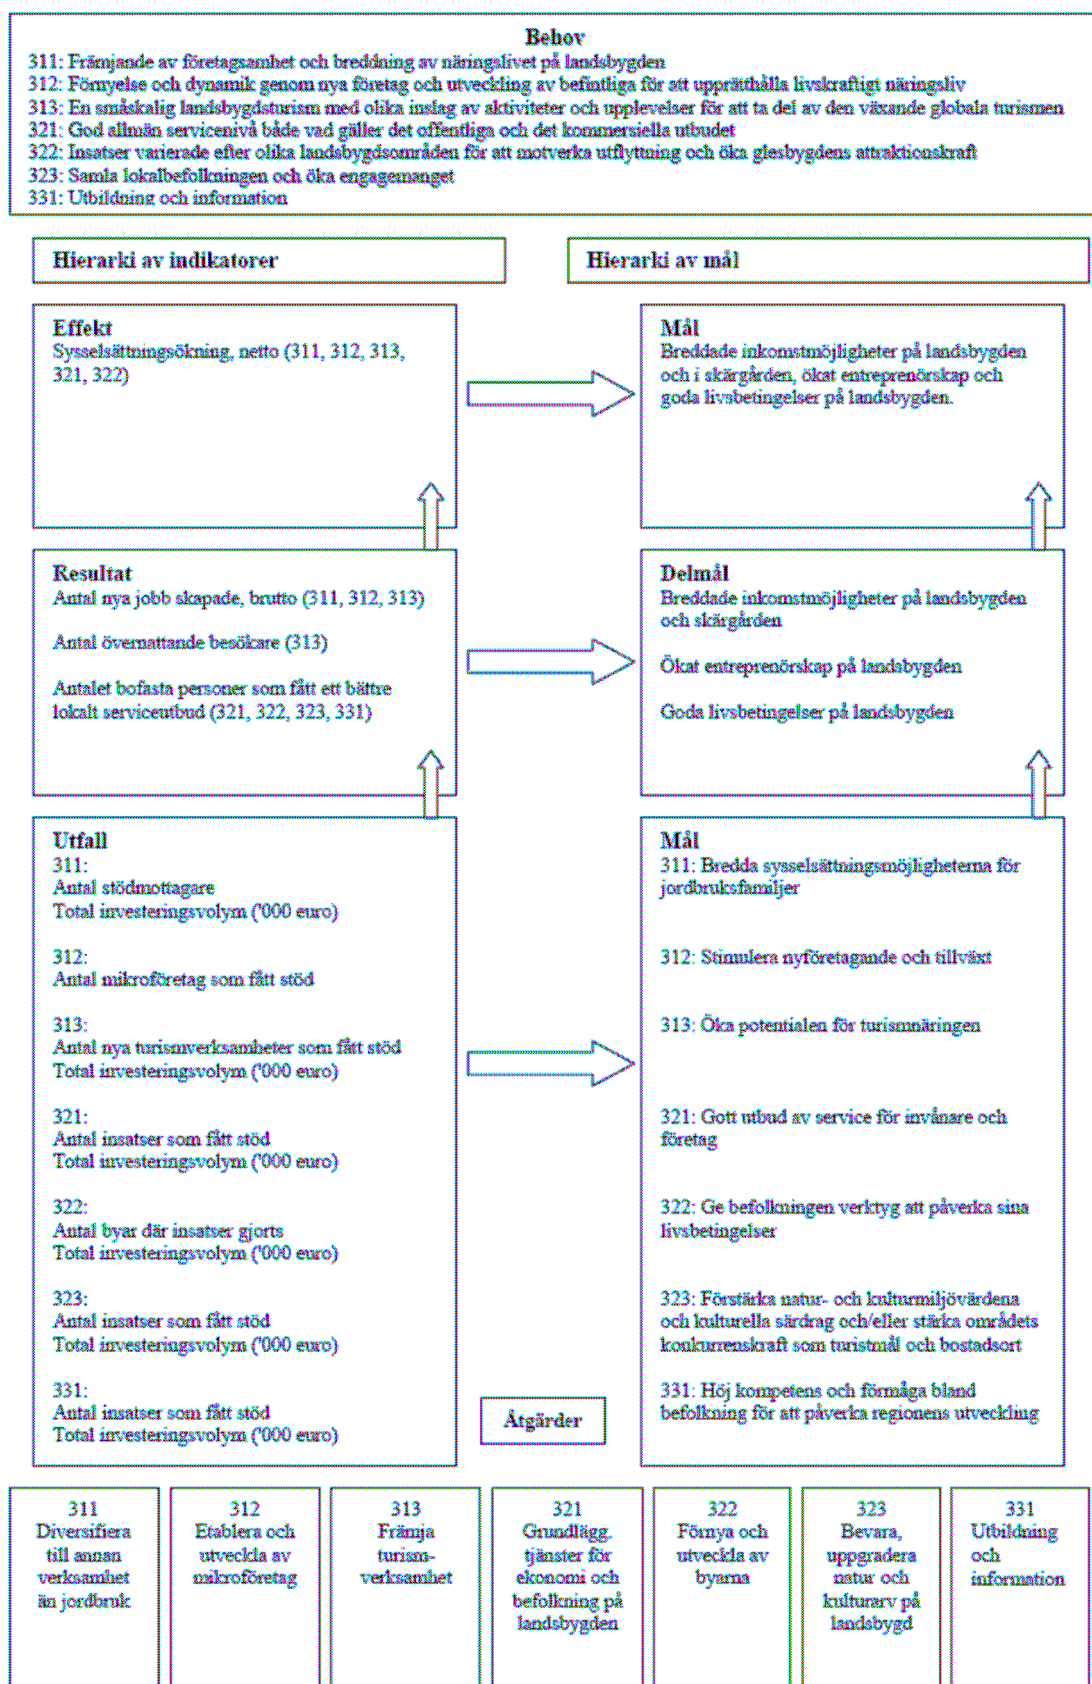 Behov
311: Främjande av företagsamhet och breddning av näringslivet på landsbygden
312: Förnyelse och dynamik genom nya företag och utveckling av befintliga för att upprätthålla livskraftigt näringsliv
313: En småskalig landsbygdsturism med olika inslag av aktiviteter och upplevelser för att ta del av den växande globala turismen
321: God allmän servicenivå både vad gäller det offentliga och det kommersiella utbudet
322: Insatser varierade efter olika landsbygdsområden för att motverka utflyttning och öka glesbygdens attraktionskraft
323: Samla lokalbefolkningen och öka engagemanget
331: Utbildning och information
Hierarki av indikatorer
Hierarki av mål
Effekt
Sysselsättningsökning, netto (311, 312, 313,
321, 322)
Mål
Breddade inkomstmöjligheter på landsbygden
och i skärgården, ökat entreprenörskap och
goda livsbetingelser på landsbygden.
Resultat
Antal nya jobb skapade, brutto (311, 312, 313)
Antal övernattande besökare (313)
Antalet bofasta personer som fått ett bättre
lokalt serviceutbud (321, 322, 323, 331)
Delmål
Breddade inkomstmöjligheter på landsbygden
och skärgården
Ökat entreprenörskap på landsbygden
Goda livsbetingelser på landsbygden
Utfall
311:
Antal stödmottagare
Total investeringsvolym ('000 euro)
312:
Antal mikroföretag som fått stöd
313:
Antal nya turismverksamheter som fått stöd
Total investeringsvolym ('000 euro)
321:
Antal insatser som fått stöd
Total investeringsvolym ('000 euro)
322:
Antal byar där insatser gjorts
Total investeringsvolym ('000 euro)
323:
Antal insatser som fått stöd
Total investeringsvolym ('000 euro)
331:
Antal insatser som fått stöd
Total investeringsvolym ('000 euro)
Mål
311: Bredda sysselsättningsmöjligheterna för
jordbruksfamiljer
312: Stimulera nyföretagande och tillväxt
313: Öka potentialen för turismnäringen
321: Gott utbud av service för invånare och
företag
322: Ge befolkningen verktyg att påverka sina
livsbetingelser
323: Förstärka natur- och kulturmiljövärdena
och kulturella särdrag och/eller stärka områdets
konkurrenskraft som turistmål och bostadsort
331: Höj kompetens och förmåga bland
befolkning för att påverka regionens utveckling
Åtgärder
311
Diversifiera
till annan
verksamhet
än jordbruk
312
Etablera och
utveckla av
mikroföretag
313
Främja
turism-
verksamhet
321
Grundlägg.
tjänster för
ekonomi och
befolkning på
landsbygden
322
Förnya och
utveckla av
byarna
323
Bevara,
uppgradera
natur och
kulturarv på
landsbygd
331
Utbildning
och
information